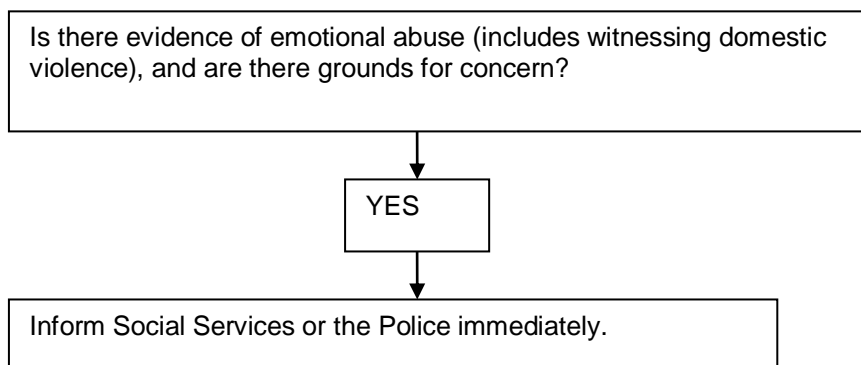 Is there evidence of emotional abuse (includes witnessing domestic
violence), and are there grounds for concern?
YES
Inform Social Services or the Police immediately.